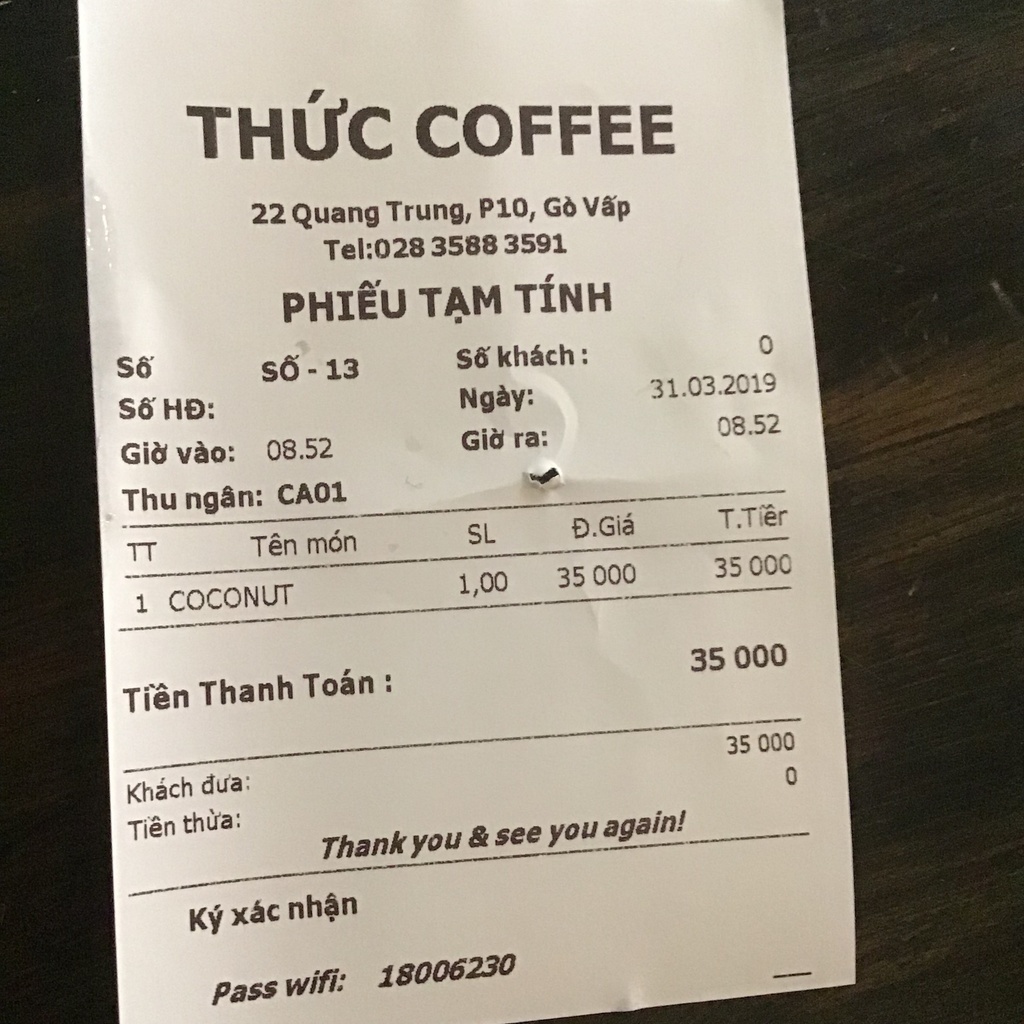 THỨC COFFEE
22 Quang Trung, P10, Gò Vấp
Tel:028 3588 3591
PHIẾU TẠM TÍNH
Số SỐ - 13 Số khách : 0
Số HĐ: Ngày: 31.03.2019
Giờ vào: 08.52 Giờ ra: 08.52
Thu ngân: CA01
TT Tên món SL Đ.Giá T.Tiền
1 COCONUT 1,00 35 000 35 000
Tiền Thanh Toán : 35 000
Khách đưa: 35 000
Tiền thừa: 0
Thank you & see you again!
Ký xác nhận
Pass wifi: 18006230